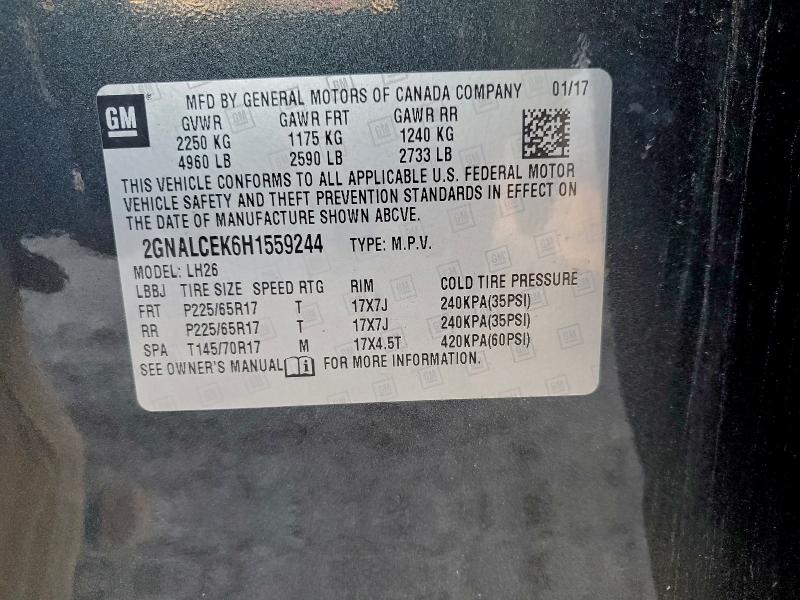 GM
MFD BY GENERAL MOTORS OF CANADA COMPANY 01/17
GVWR GAWR FRT GAWR RR
2250 KG 1175 KG 1240 KG
4960 LB 2590 LB 2733 LB
THIS VEHICLE CONFORMS TO ALL APPLICABLE U.S. FEDERAL MOTOR
VEHICLE SAFETY AND THEFT PREVENTION STANDARDS IN EFFECT ON
THE DATE OF MANUFACTURE SHOWN ABOVE.
2GNALCEK6H1559244 TYPE: M.P.V.
MODEL: LH26
LBBJ TIRE SIZE SPEED RTG RIM COLD TIRE PRESSURE
FRT P225/65R17 T 17X7J 240KPA(35PSI)
RR P225/65R17 T 17X7J 240KPA(35PSI)
SPA T145/70R17 M 17X4.5T 420KPA(60PSI)
SEE OWNER'S MANUAL FOR MORE INFORMATION.